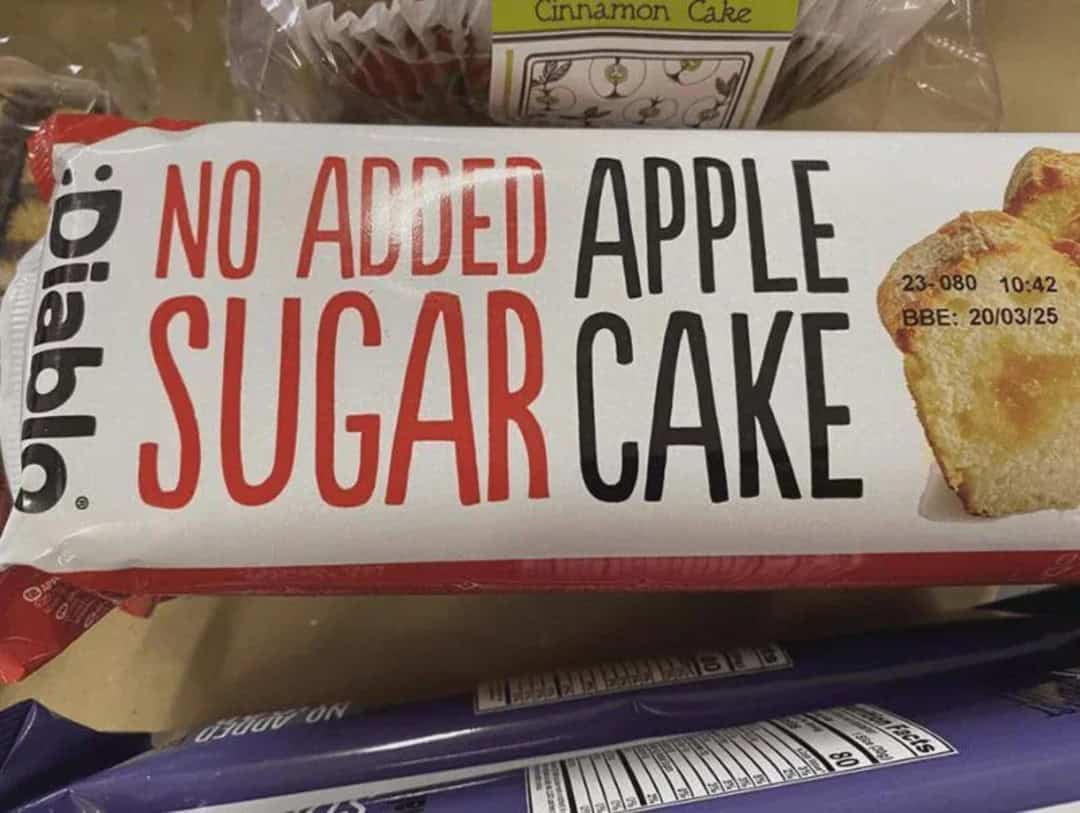 Cinnamon Cake
:Diablo®
NO ADDED
SUGAR
APPLE
CAKE
23-080 10:42
BBE: 20/03/25
NO ADDED
80